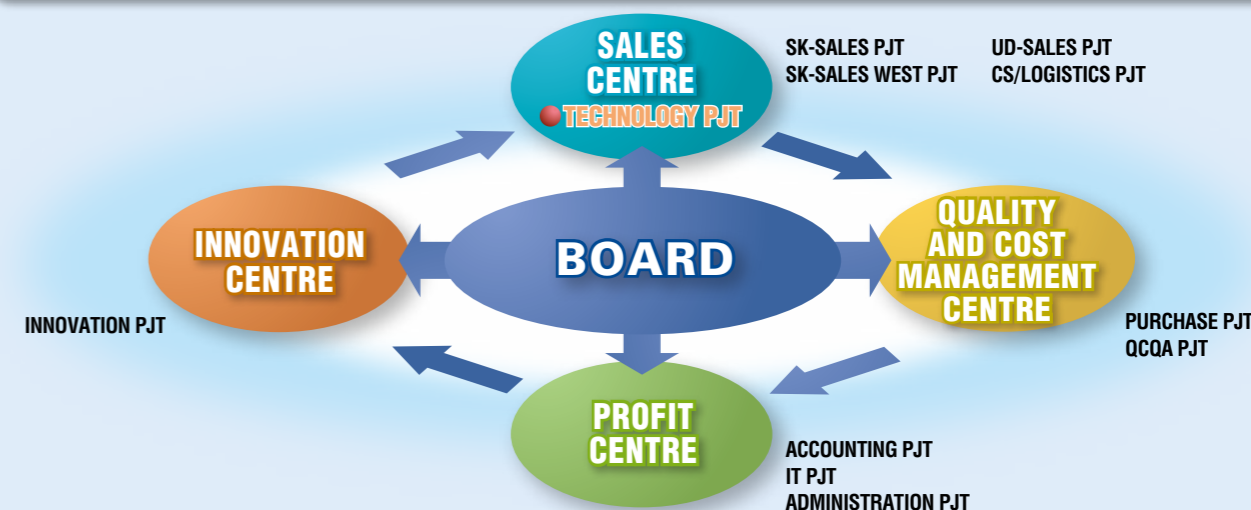 SALES
CENTRE
TECHNOLOGY PJT
SK-SALES PJT
SK-SALES WEST PJT
UD-SALES PJT
CS/LOGISTICS PJT
INNOVATION
CENTRE
INNOVATION PJT
BOARD
QUALITY
AND COST
MANAGEMENT
CENTRE
PURCHASE PJT
QCQA PJT
PROFIT
CENTRE
ACCOUNTING PJT
IT PJT
ADMINISTRATION PJT